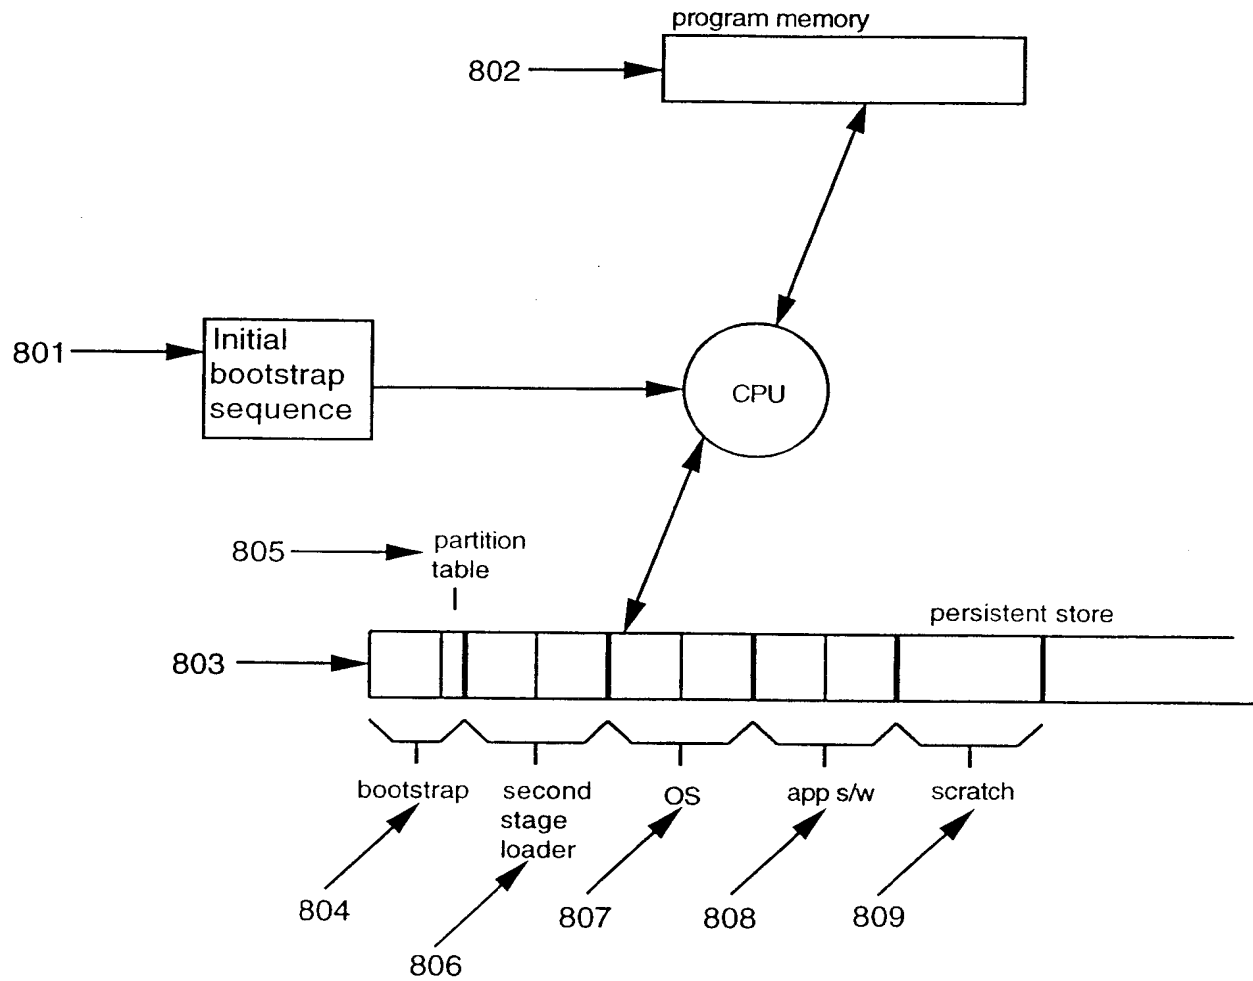 program memory
802
801
Initial
bootstrap
sequence
CPU
805
partition
table
persistent store
803
bootstrap
second
stage
loader
OS
app s/w
scratch
804
806
807
808
809